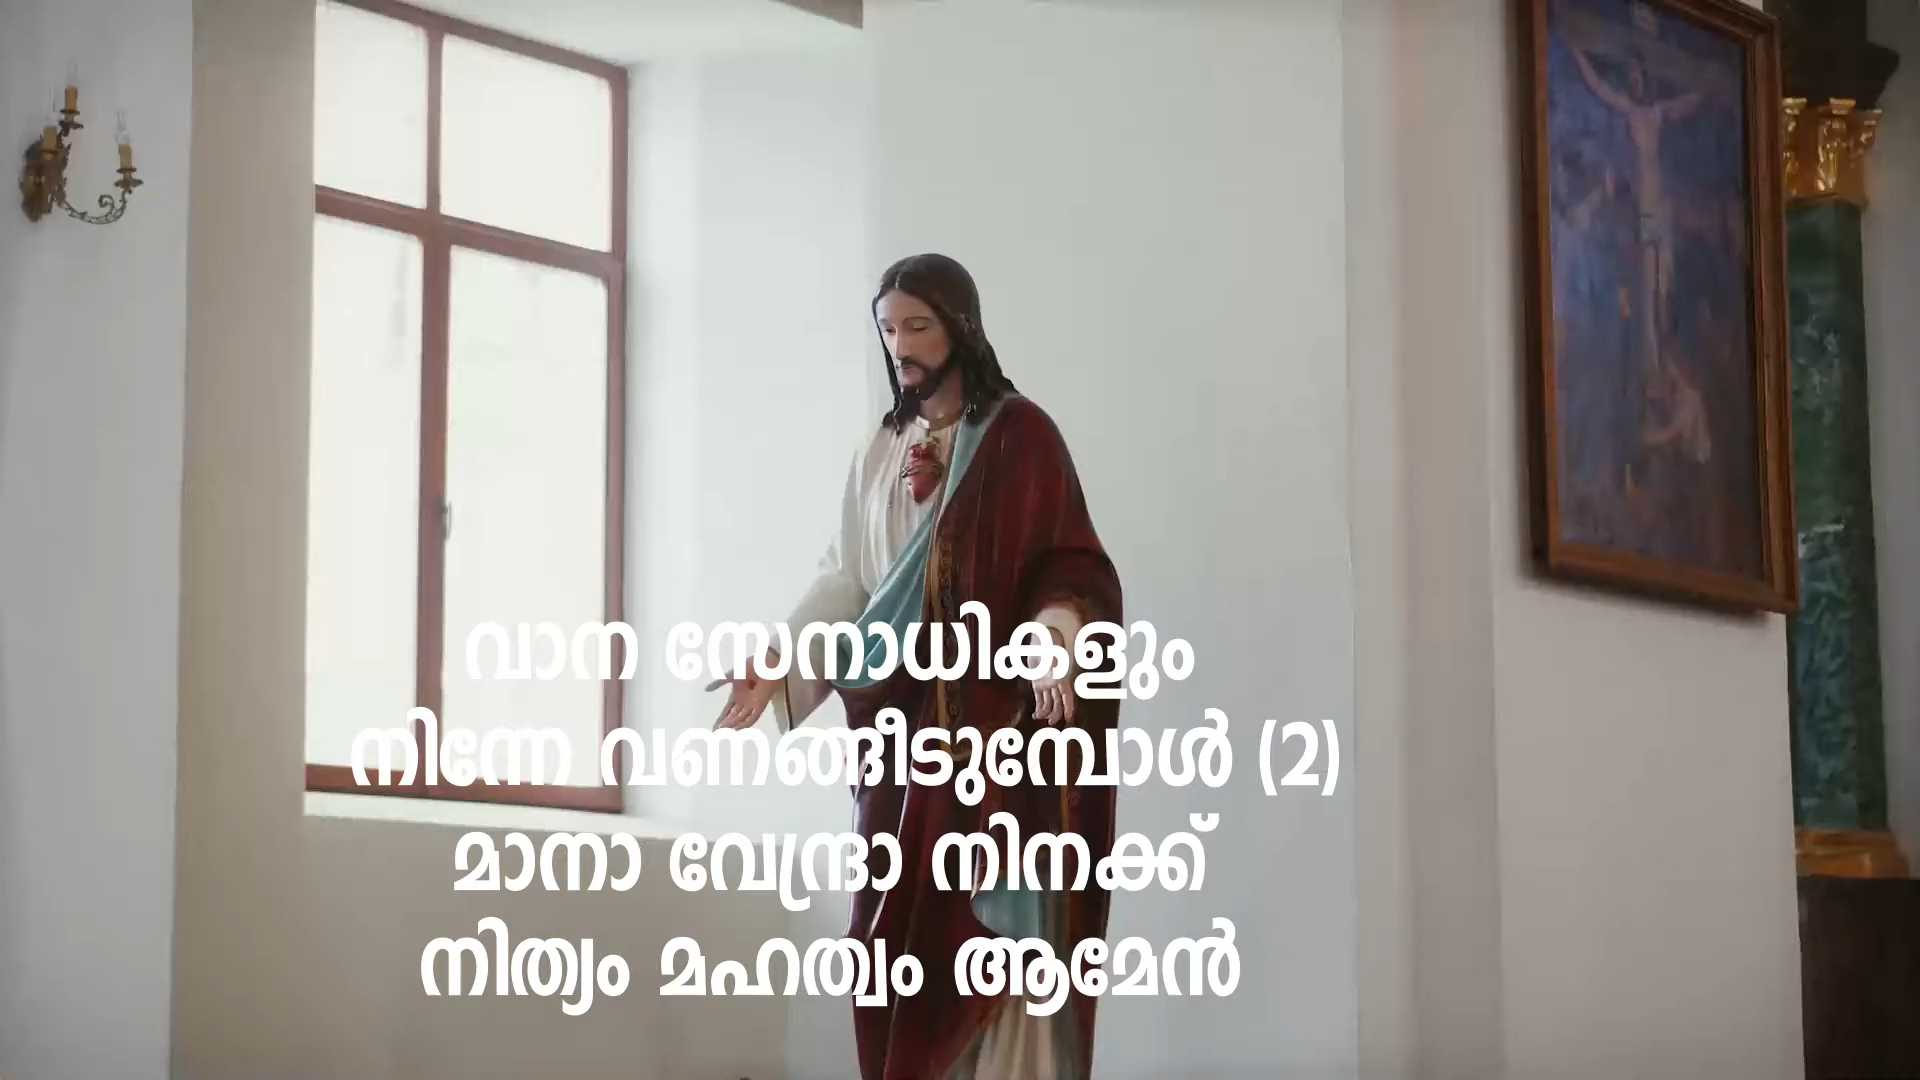 വാന സേനാധികളും
നിന്നേ വണങ്ങീടുമ്പോൾ (2)
മാനാ വേന്ദ്രാ നിനക്ക്
നിത്യം മഹത്വം ആമേൻ